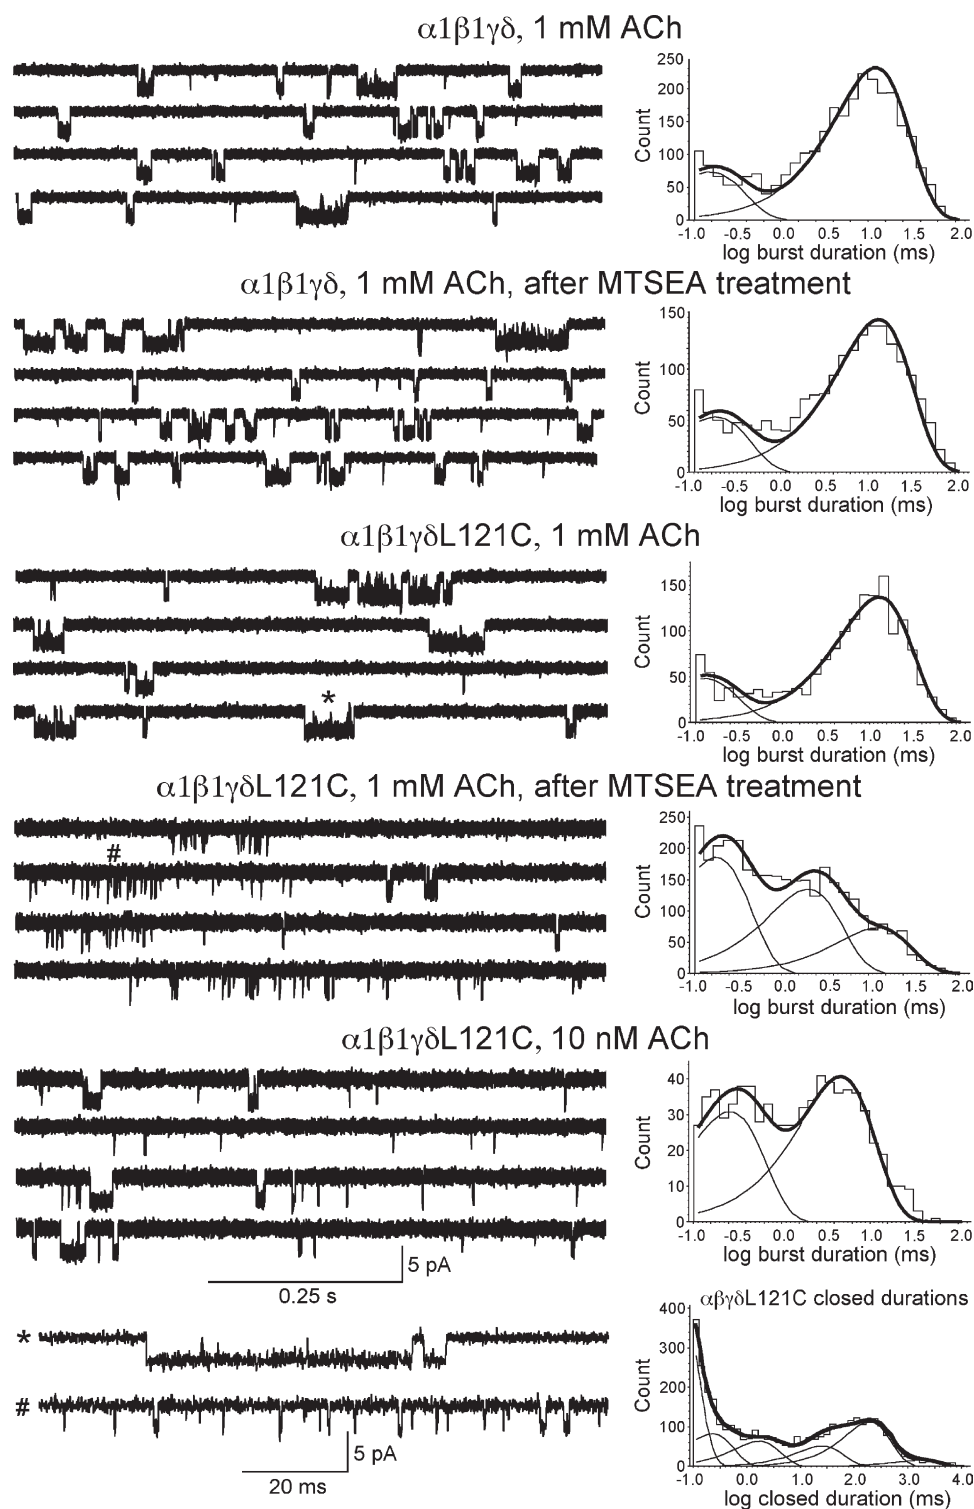 α1β1γδ, 1 mM ACh
250
200
150
100
50
0
Count
-1.0 -0.5 0.0 0.5 1.0 1.5 2.0
log burst duration (ms)
α1β1γδ, 1 mM ACh, after MTSEA treatment
150
100
50
0
Count
-1.0 -0.5 0.0 0.5 1.0 1.5 2.0
log burst duration (ms)
α1β1γδL121C, 1 mM ACh
150
100
50
0
Count
-1.0 -0.5 0.0 0.5 1.0 1.5 2.0
log burst duration (ms)
*
α1β1γδL121C, 1 mM ACh, after MTSEA treatment
250
200
150
100
50
0
Count
-1.0 -0.5 0.0 0.5 1.0 1.5 2.0
log burst duration (ms)
#
α1β1γδL121C, 10 nM ACh
40
30
20
10
0
Count
-1.0 -0.5 0.0 0.5 1.0 1.5 2.0
log burst duration (ms)
5 pA
0.25 s
αβγδL121C closed durations
400
300
200
100
0
Count
-1.0 0.0 1.0 2.0 3.0 4.0
log closed duration (ms)
*
#
5 pA
20 ms